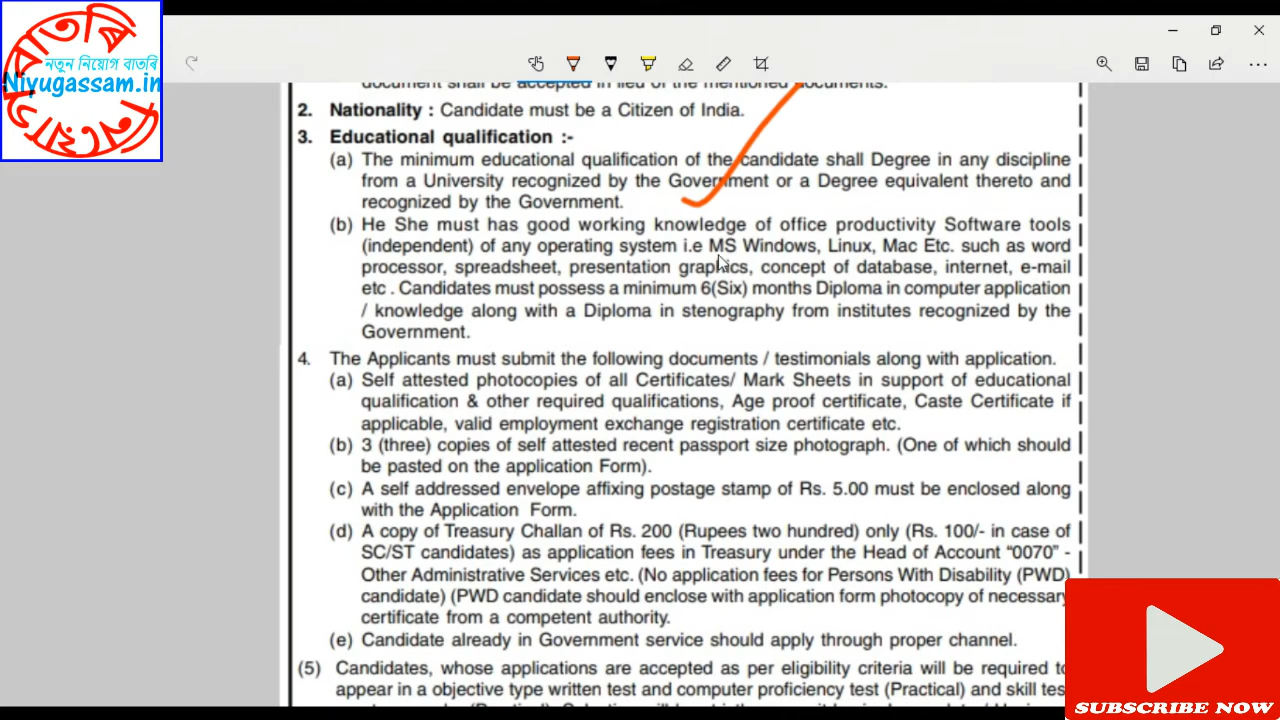 বাতৰি
নতুন নিয়োগ বাতৰি
Niyugassam.in
নিয়োগ
document shall be accepted in lieu of the mentioned documents.
2. Nationality : Candidate must be a Citizen of India.
3. Educational qualification :-
(a) The minimum educational qualification of the candidate shall Degree in any discipline
from a University recognized by the Government or a Degree equivalent thereto and
recognized by the Government.
(b) He She must has good working knowledge of office productivity Software tools
(independent) of any operating system i.e MS Windows, Linux, Mac Etc. such as word
processor, spreadsheet, presentation graphics, concept of database, internet, e-mail
etc . Candidates must possess a minimum 6(Six) months Diploma in computer application
/ knowledge along with a Diploma in stenography from institutes recognized by the
Government.
4. The Applicants must submit the following documents / testimonials along with application.
(a) Self attested photocopies of all Certificates/ Mark Sheets in support of educational
qualification & other required qualifications, Age proof certificate, Caste Certificate if
applicable, valid employment exchange registration certificate etc.
(b) 3 (three) copies of self attested recent passport size photograph. (One of which should
be pasted on the application Form).
(c) A self addressed envelope affixing postage stamp of Rs. 5.00 must be enclosed along
with the Application Form.
(d) A copy of Treasury Challan of Rs. 200 (Rupees two hundred) only (Rs. 100/- in case of
SC/ST candidates) as application fees in Treasury under the Head of Account “0070” -
Other Administrative Services etc. (No application fees for Persons With Disability (PWD)
candidate) (PWD candidate should enclose with application form photocopy of necessary
certificate from a competent authority.
(e) Candidate already in Government service should apply through proper channel.
(5) Candidates, whose applications are accepted as per eligibility criteria will be required to
appear in a objective type written test and computer proficiency test (Practical) and skill tes
SUBSCRIBE NOW